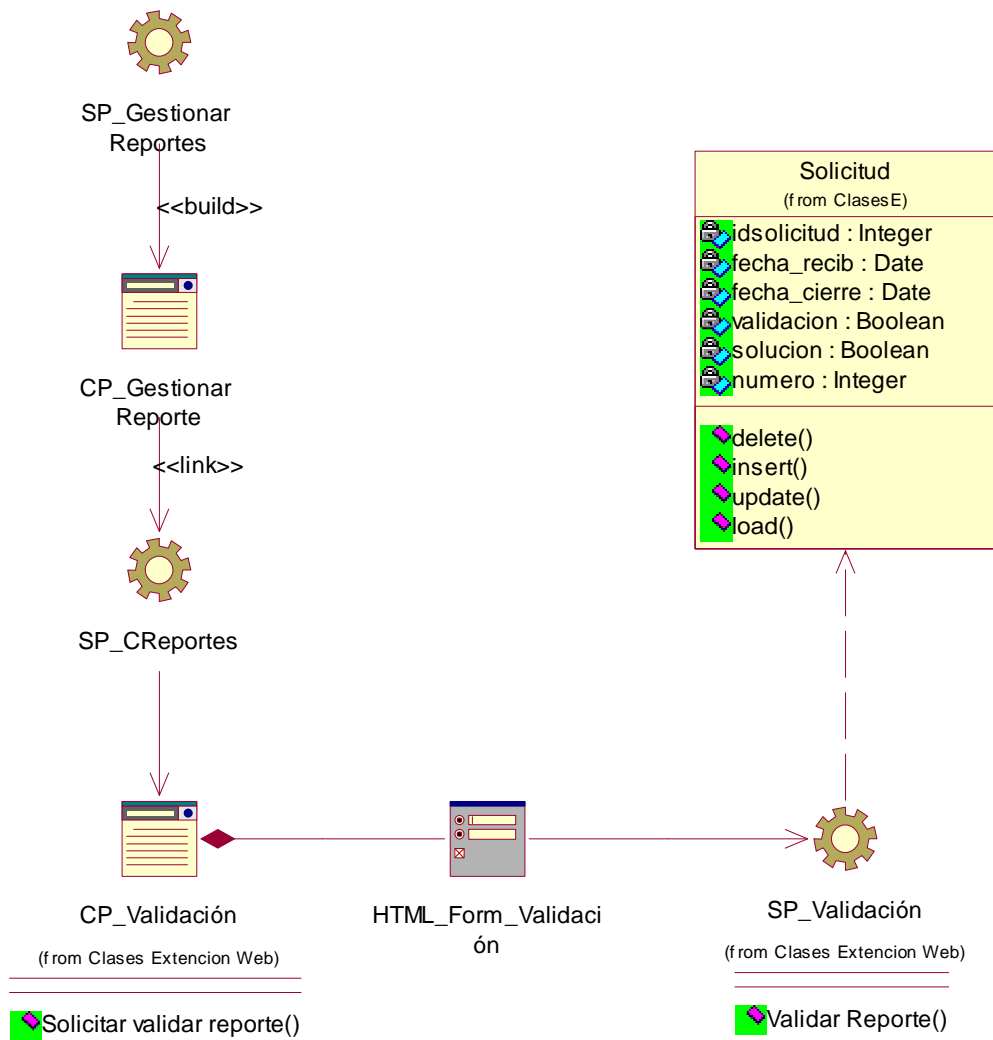 SP_Gestionar
Reportes
<<build>>
CP_Gestionar
Reporte
<<link>>
SP_CReportes
Solicitud
(from ClasesE)
idsolicitud : Integer
fecha_recib : Date
fecha_cierre : Date
validacion : Boolean
solucion : Boolean
numero : Integer
delete()
insert()
update()
load()
CP_Validación
(from Clases Extencion Web)
Solicitar validar reporte()
HTML_Form_Validaci
ón
SP_Validación
(from Clases Extencion Web)
Validar Reporte()